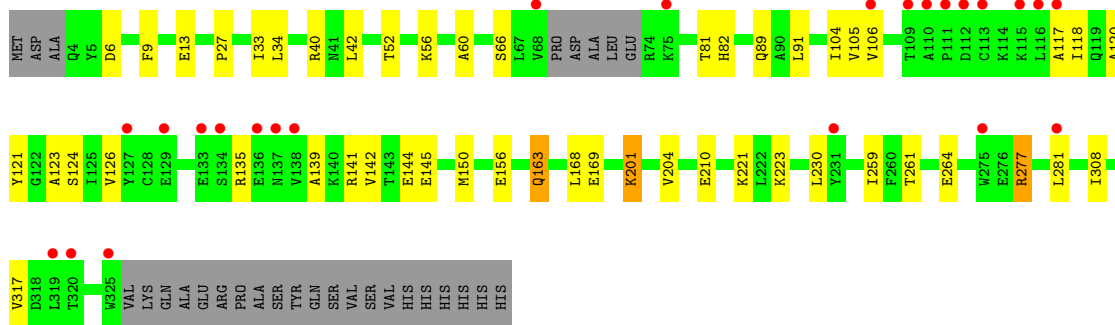 MET ASP ALA Q4 Y5 D6 F9 E13 P27 I33 L34 R40 N41 L42 T52 K56 A60 S66 L67 V68 PRO ASP ALA LEU GLU R74 K75 T81 H82 Q89 A90 L91 I104 V105 V106 T109 A110 P111 D112 C113 K114 K115 L116 A117 I118 Q119 A120
Y121 G122 A123 S124 I125 V126 Y127 C128 E129 E133 S134 R135 E136 N137 V138 A139 K140 R141 V142 T143 E144 E145 M150 E156 Q163 L168 E169 K201 V204 E210 K221 L222 K223 L230 Y231 I259 F260 T261 E264 W275 E276 R277 L281 I308
V317 D318 L319 T320 W325 VAL LYS GLN ALA GLU ARG PRO ALA SER TYR GLN SER VAL SER VAL HIS HIS HIS HIS HIS HIS